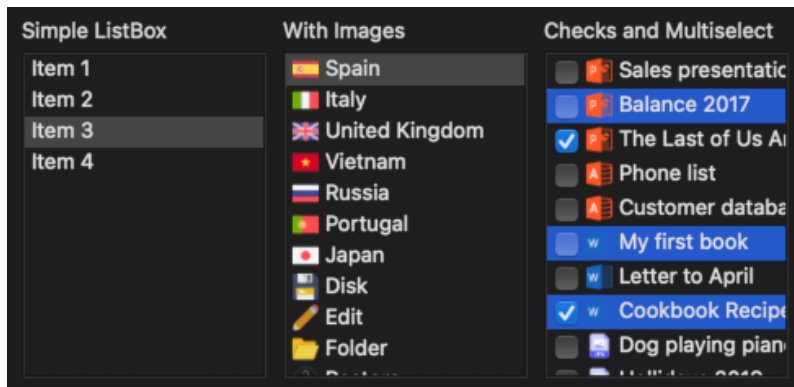 Simple ListBox
Item 1
Item 2
Item 3
Item 4
With Images
Spain
Italy
United Kingdom
Vietnam
Russia
Portugal
Japan
Disk
Edit
Folder
Checks and Multiselect
Sales presentatic
Balance 2017
The Last of Us
Phone list
Customer databa
My first book
Letter to April
Cookbook Recipe
Dog playing pian